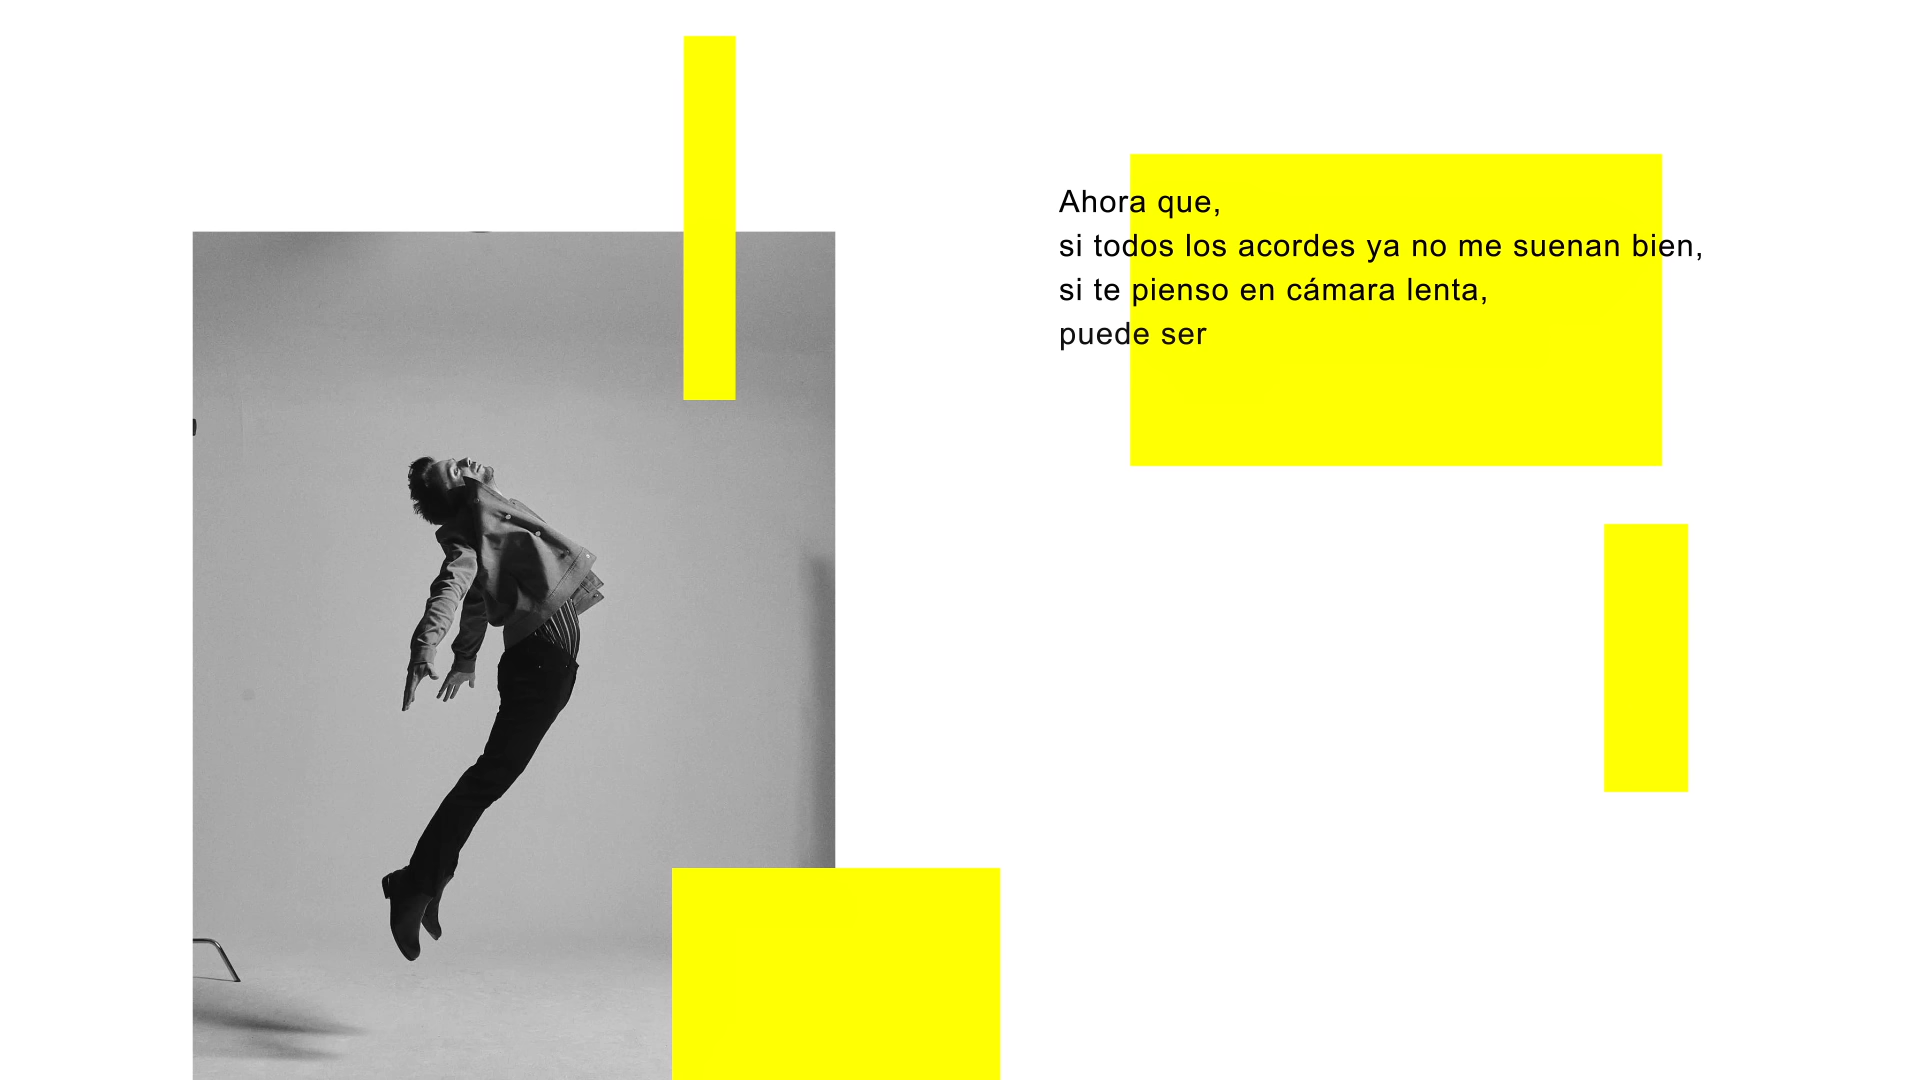 Ahora que,
si todos los acordes ya no me suenan bien,
si te pienso en cámara lenta,
puede ser